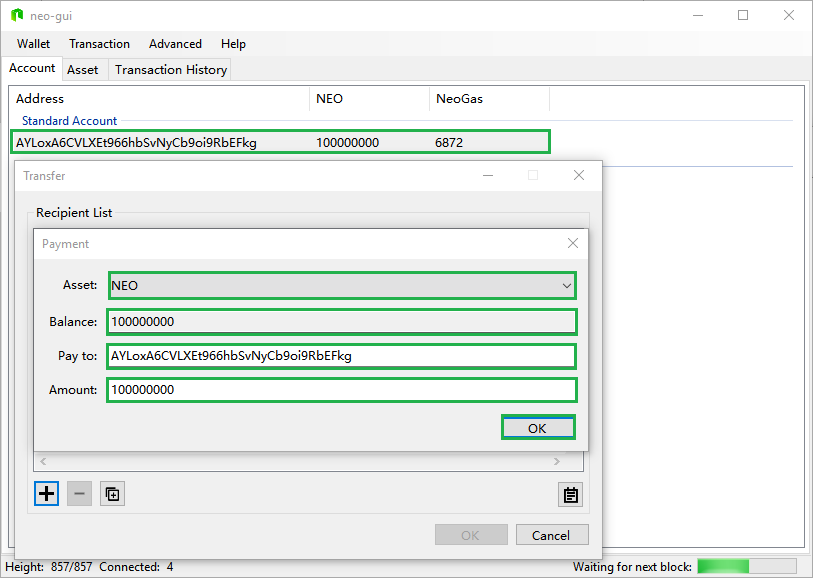 neo-gui
Wallet Transaction Advanced Help
Account Asset Transaction History
Address NEO NeoGas
Standard Account
AYLoxA6CVLXEt966hbSvNyCb9oi9RbEFkg 100000000 6872
Transfer
Recipient List
Payment
Asset: NEO
Balance: 100000000
Pay to: AYLoxA6CVLXEt966hbSvNyCb9oi9RbEFkg
Amount: 100000000
OK
OK Cancel
Height: 857/857 Connected: 4 Waiting for next block: